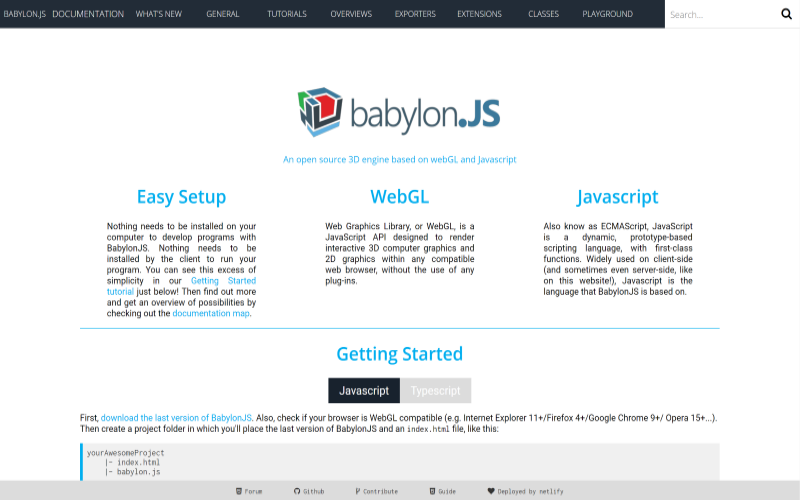 BABYLON.JS DOCUMENTATION WHAT'S NEW GENERAL TUTORIALS OVERVIEWS EXPORTERS EXTENSIONS CLASSES PLAYGROUND Search...
babylon.JS
An open source 3D engine based on webGL and Javascript
Easy Setup
Nothing needs to be installed on your
computer to develop programs with
BabylonJS. Nothing needs to be
installed by the client to run your
program. You can see this excess of
simplicity in our Getting Started
tutorial just below! Then find out more
and get an overview of possibilities by
checking out the documentation map.
WebGL
Web Graphics Library, or WebGL, is a
JavaScript API designed to render
interactive 3D computer graphics and
2D graphics within any compatible
web browser, without the use of any
plug-ins.
Javascript
Also know as ECMAScript, JavaScript
is a dynamic, prototype-based
scripting language, with first-class
functions. Widely used on client-side
(and sometimes even server-side, like
on this website!), Javascript is the
language that BabylonJS is based on.
Getting Started
Javascript Typescript
First, download the last version of BabylonJS. Also, check if your browser is WebGL compatible (e.g. Internet Explorer 11+/Firefox 4+/Google Chrome 9+/ Opera 15+...).
Then create a project folder in which you'll place the last version of BabylonJS and an index.html file, like this:
yourAwesomeProject
|- index.html
|- babylon.js
Forum Github Contribute Guide Deployed by netlify